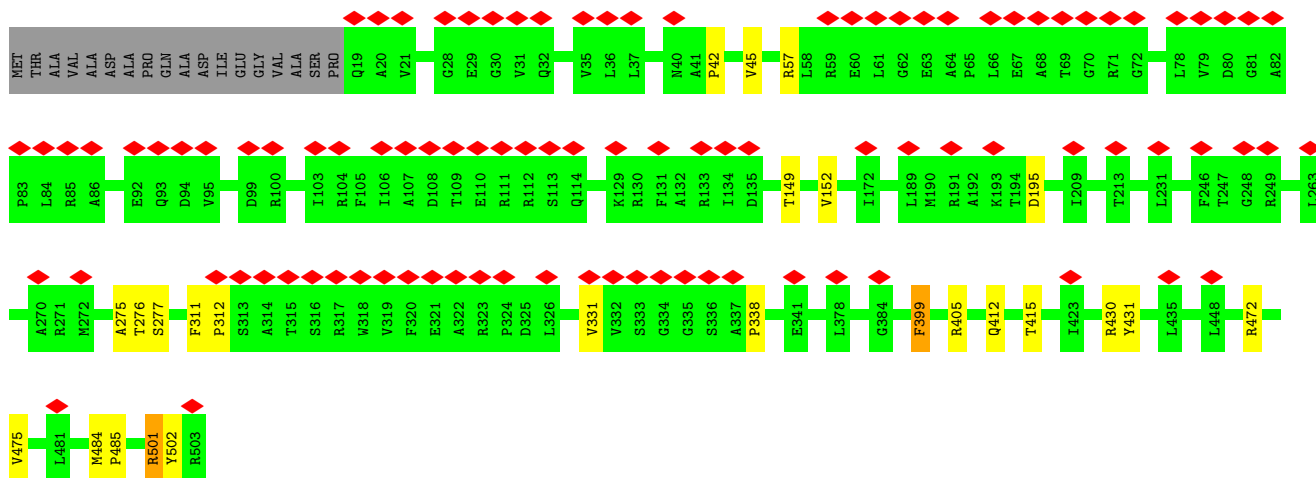 MET THR ALA VAL ALA ASP ALA PRO GLN ALA ASP ILE GLU GLY VAL ALA SER PRO Q19 A20 V21 G28 E29 G30 V31 Q32 V35 L36 L37 N40 A41 P42 V45 R57 L58 R59 E60 L61 G62 E63 A64 P65 L66 E67 A68 T69 G70 R71 G72 L78 V79 D80 G81 A82
P83 L84 R85 A86 E92 Q93 D94 V95 D99 R100 I103 R104 F105 I106 A107 D108 T109 E110 R111 R112 S113 Q114 K129 R130 F131 A132 R133 I134 D135 T149 V152 I172 L189 M190 R191 A192 K193 T194 D195 I209 T213 L231 F246 T247 G248 R249 L263
A270 R271 M272 A275 T276 S277 F311 P312 S313 A314 T315 S316 R317 W318 V319 F320 E321 A322 R323 P324 D325 L326 V331 V332 S333 G334 G335 S336 A337 P338 E341 L378 G384 F399 R405 Q412 T415 I423 R430 Y431 L435 L448 R472
V475 L481 M484 P485 R501 Y502 R503